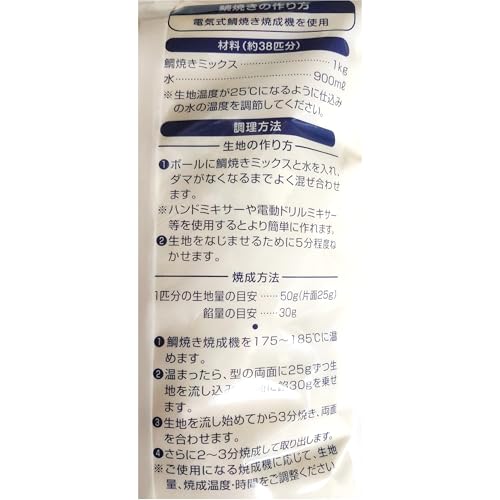 鯛焼きの作り方
電気式鯛焼き焼成機を使用
材料(約38匹分)
鯛焼きミックス……………1kg
水……………………900mℓ
※生地温度が25℃になるように仕込み
の水の温度を調節してください。
調理方法
生地の作り方
❶ボールに鯛焼きミックスと水を入れ、
ダマがなくなるまでよく混ぜ合わせ
ます。
※ハンドミキサーや電動ドリルミキサー
等を使用するとより簡単に作れます。
❷生地をなじませるために5分程度ね
かせます。
焼成方法
1匹分の生地量の目安……50g(片面25g)
餡量の目安……30g
❶鯛焼き焼成機を175〜185℃に温
めます。
❷温まったら、型の両面に25gずつ生
地を流し込み 餡30gを乗せ
ます。
❸生地を流し始めてから3分焼き、両面
を合わせます。
❹さらに2〜3分焼成して取り出します。
※ご使用になる焼成機に応じて、生地
量、焼成温度・時間をご調整ください